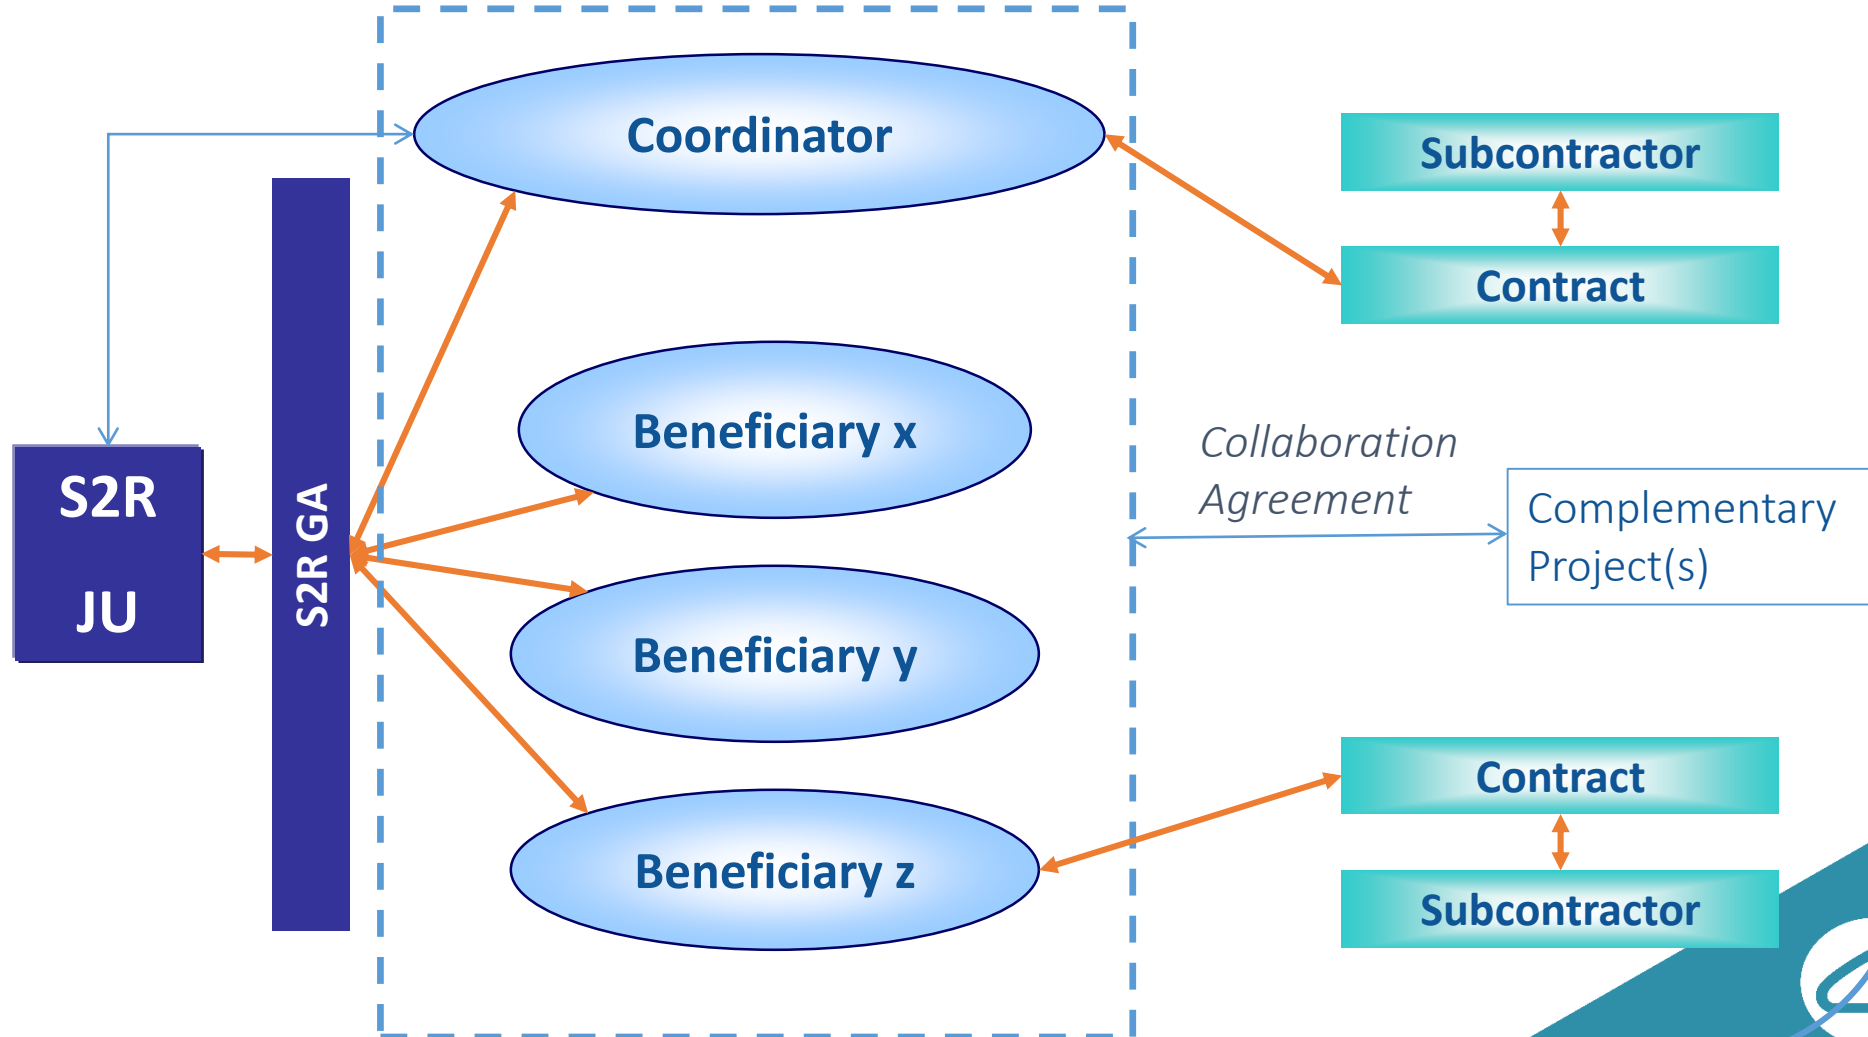 Coordinator
Subcontractor
Contract
Beneficiary x
Collaboration
Agreement
S2R
JU
S2R GA
Complementary
Project(s)
Beneficiary y
Contract
Beneficiary z
Subcontractor